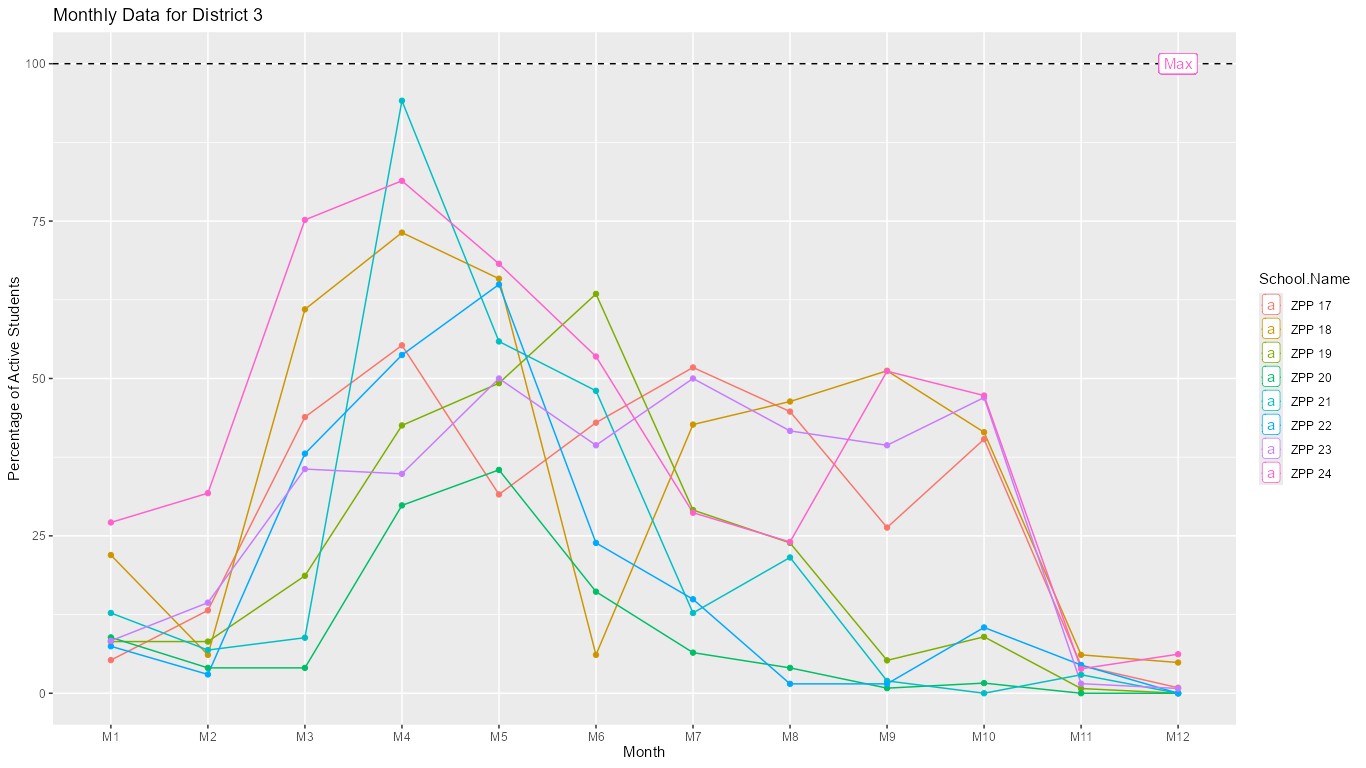 Monthly Data for District 3
Percentage of Active Students
100
75
50
25
0
Max
M1 M2 M3 M4 M5 M6 M7 M8 M9 M10 M11 M12
Month
School.Name
a ZPP 17
a ZPP 18
a ZPP 19
a ZPP 20
a ZPP 21
a ZPP 22
a ZPP 23
a ZPP 24